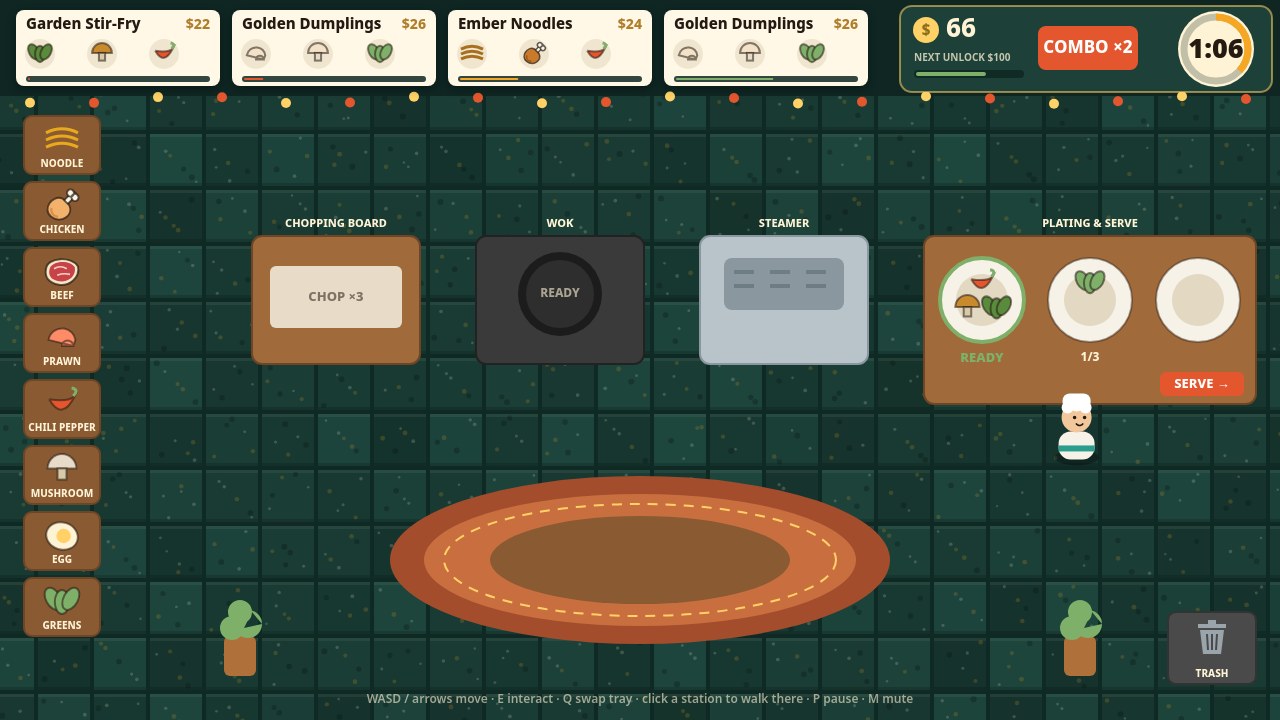 Garden Stir-Fry $22
Golden Dumplings $26
Ember Noodles $24
Golden Dumplings $26
$ 66
NEXT UNLOCK $100
COMBO ×2
1:06
NOODLE
CHICKEN
BEEF
PRAWN
CHILI PEPPER
MUSHROOM
EGG
GREENS
CHOPPING BOARD
CHOP ×3
WOK
READY
STEAMER
PLATING & SERVE
READY
1/3
SERVE →
TRASH
WASD / arrows move · E interact · Q swap tray · click a station to walk there · P pause · M mute